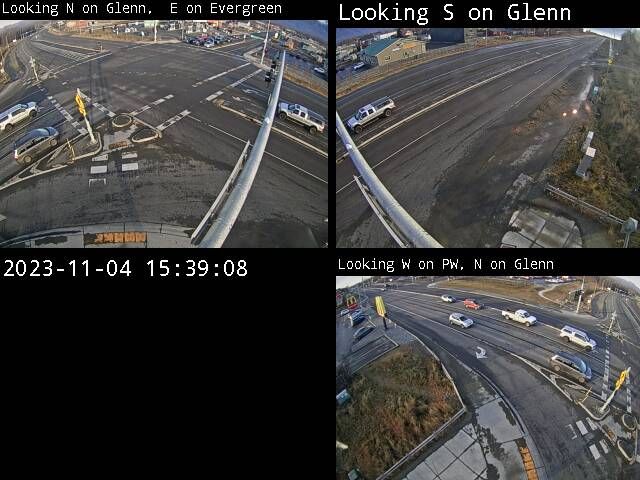 Looking N on Glenn,  E on Evergreen
Looking S on Glenn
2023-11-04 15:39:08
Looking W on PW, N on Glenn